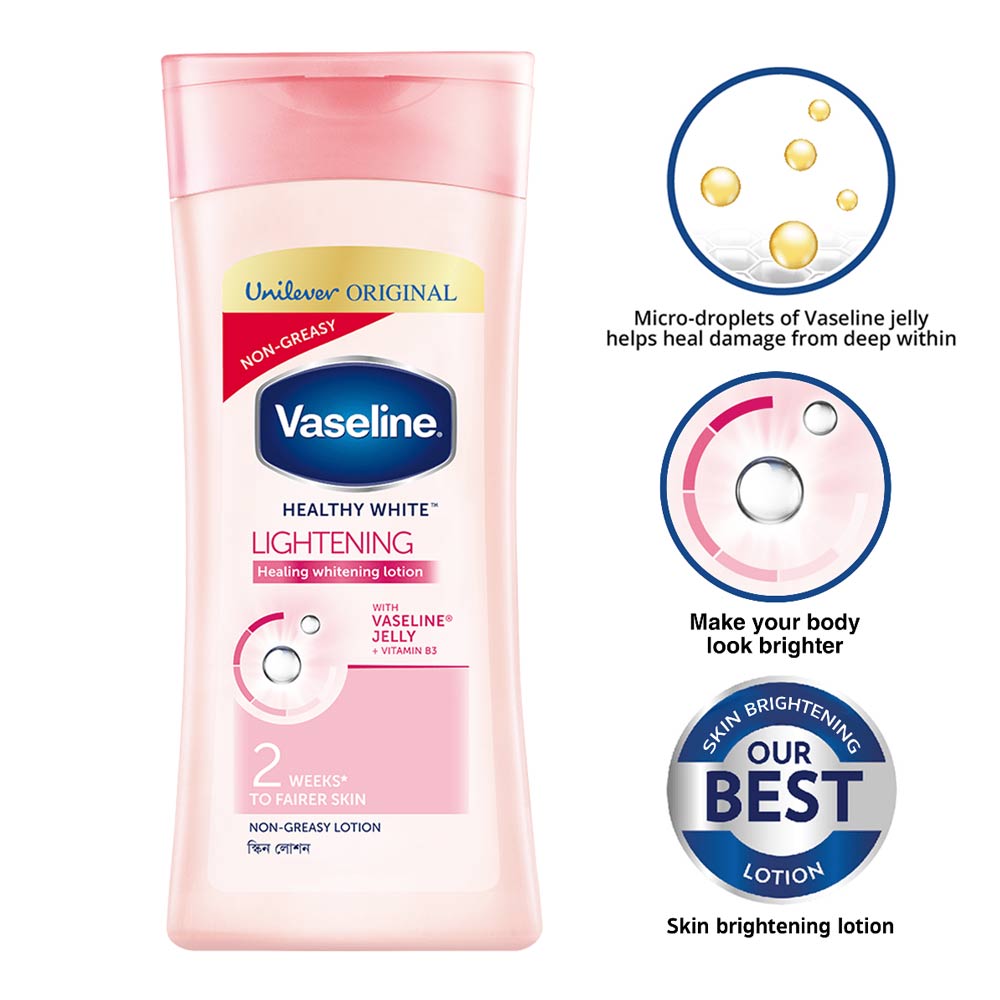 Unilever ORIGINAL
NON-GREASY
Vaseline®
HEALTHY WHITE™
LIGHTENING
Healing whitening lotion
WITH
VASELINE®
JELLY
+ VITAMIN B3
2 WEEKS*
TO FAIRER SKIN
NON-GREASY LOTION
স্কিন লোশন
Micro-droplets of Vaseline jelly
helps heal damage from deep within
Make your body
look brighter
SKIN BRIGHTENING
OUR
BEST
LOTION
Skin brightening lotion